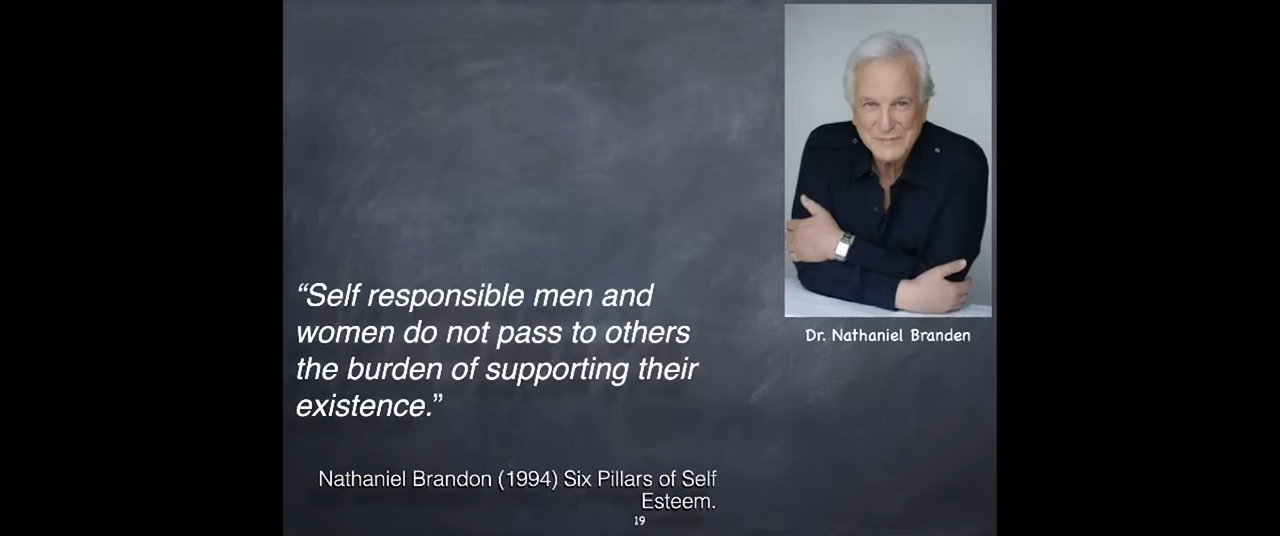 “Self responsible men and
women do not pass to others
the burden of supporting their
existence.”
Dr. Nathaniel Branden
Nathaniel Brandon (1994) Six Pillars of Self
Esteem.
19